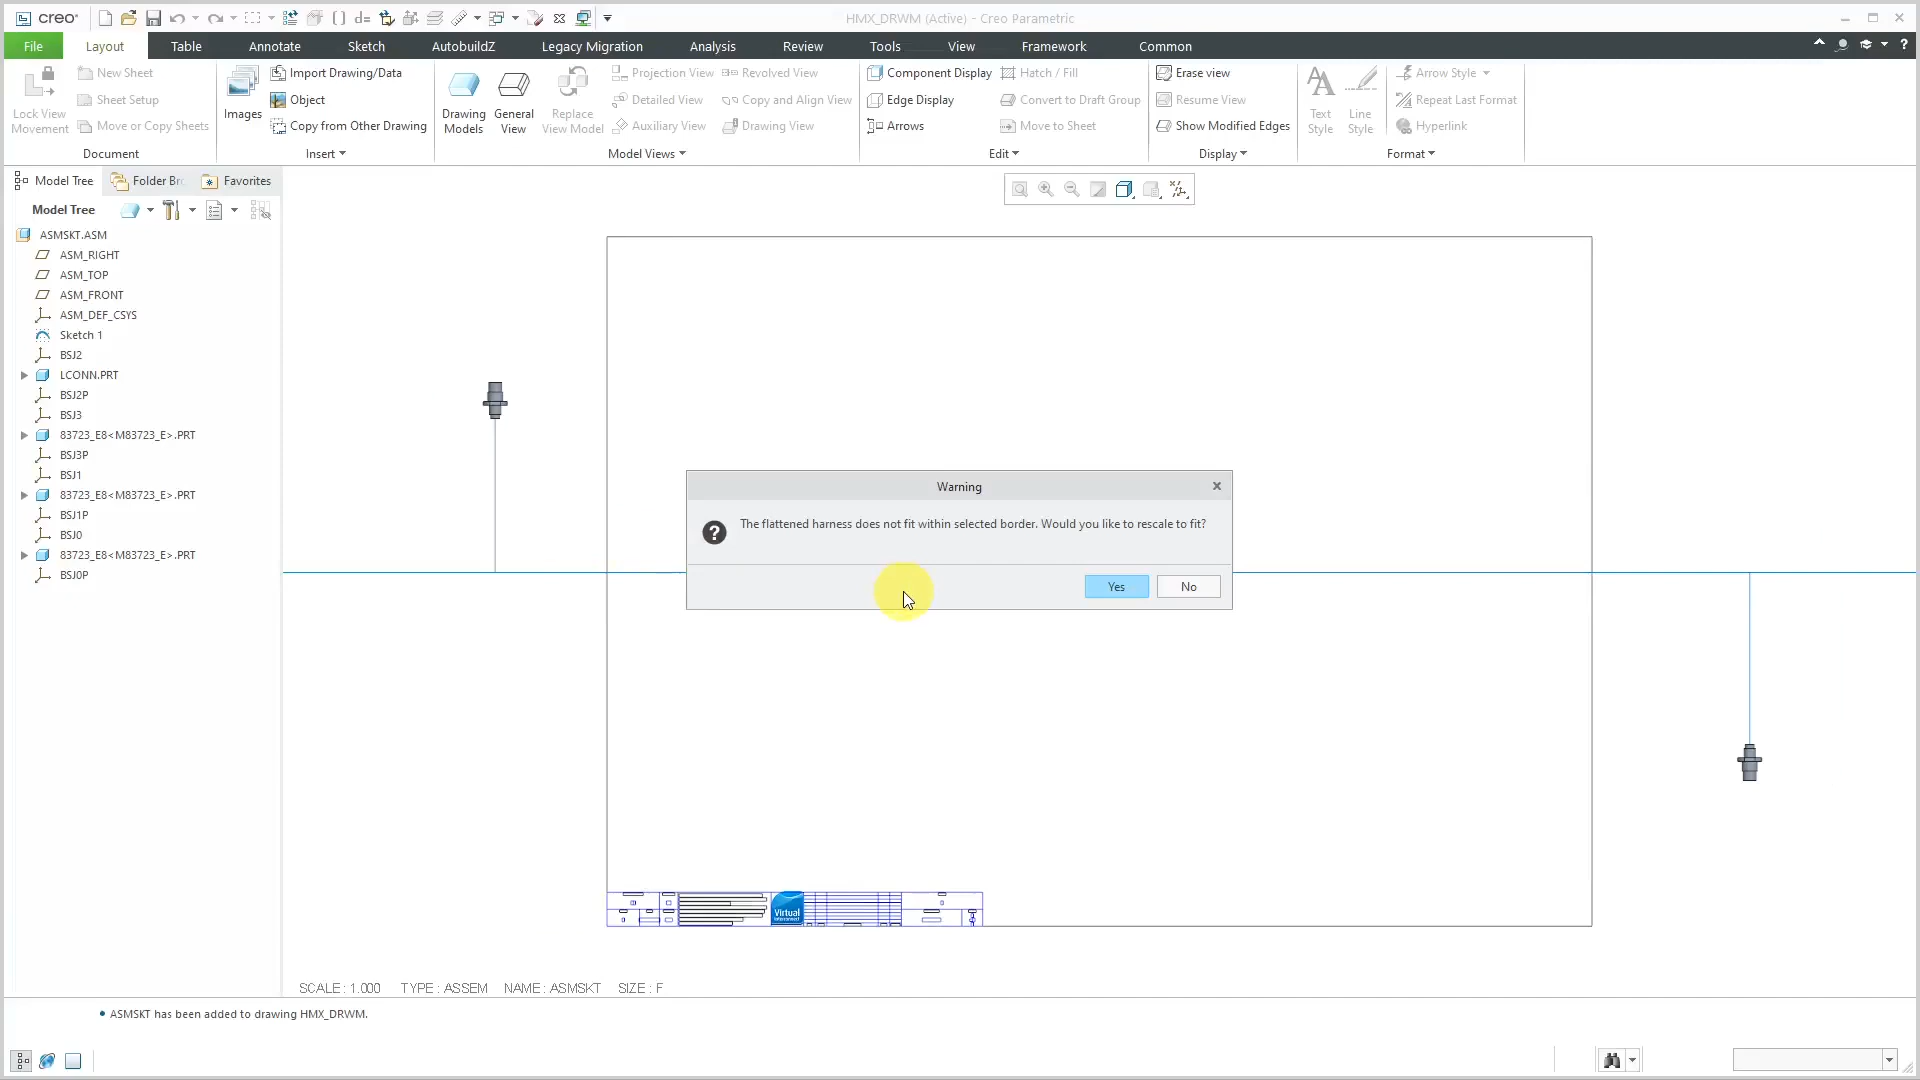 creo
HMX_DRWM (Active) - Creo Parametric
File
Layout
Table
Annotate
Sketch
AutobuildZ
Legacy Migration
Analysis
Review
Tools
View
Framework
Common
Lock View Movement
New Sheet
Sheet Setup
Move or Copy Sheets
Document
Images
Import Drawing/Data
Object
Copy from Other Drawing
Insert
Drawing Models
General View
Replace View Model
Projection View
Detailed View
Auxiliary View
Revolved View
Copy and Align View
Drawing View
Model Views
Component Display
Edge Display
Arrows
Hatch / Fill
Convert to Draft Group
Move to Sheet
Edit
Erase view
Resume View
Show Modified Edges
Display
Text Style
Line Style
Arrow Style
Repeat Last Format
Hyperlink
Format
Model Tree
Folder Br
Favorites
Model Tree
ASMSKT.ASM
ASM_RIGHT
ASM_TOP
ASM_FRONT
ASM_DEF_CSYS
Sketch 1
BSJ2
LCONN.PRT
BSJ2P
BSJ3
83723_E8<M83723_E>.PRT
BSJ3P
BSJ1
83723_E8<M83723_E>.PRT
BSJ1P
BSJ0
83723_E8<M83723_E>.PRT
BSJ0P
Warning
The flattened harness does not fit within selected border. Would you like to rescale to fit?
Yes
No
Virtual
SCALE : 1.000 TYPE : ASSEM NAME : ASMSKT SIZE : F
ASMSKT has been added to drawing HMX_DRWM.